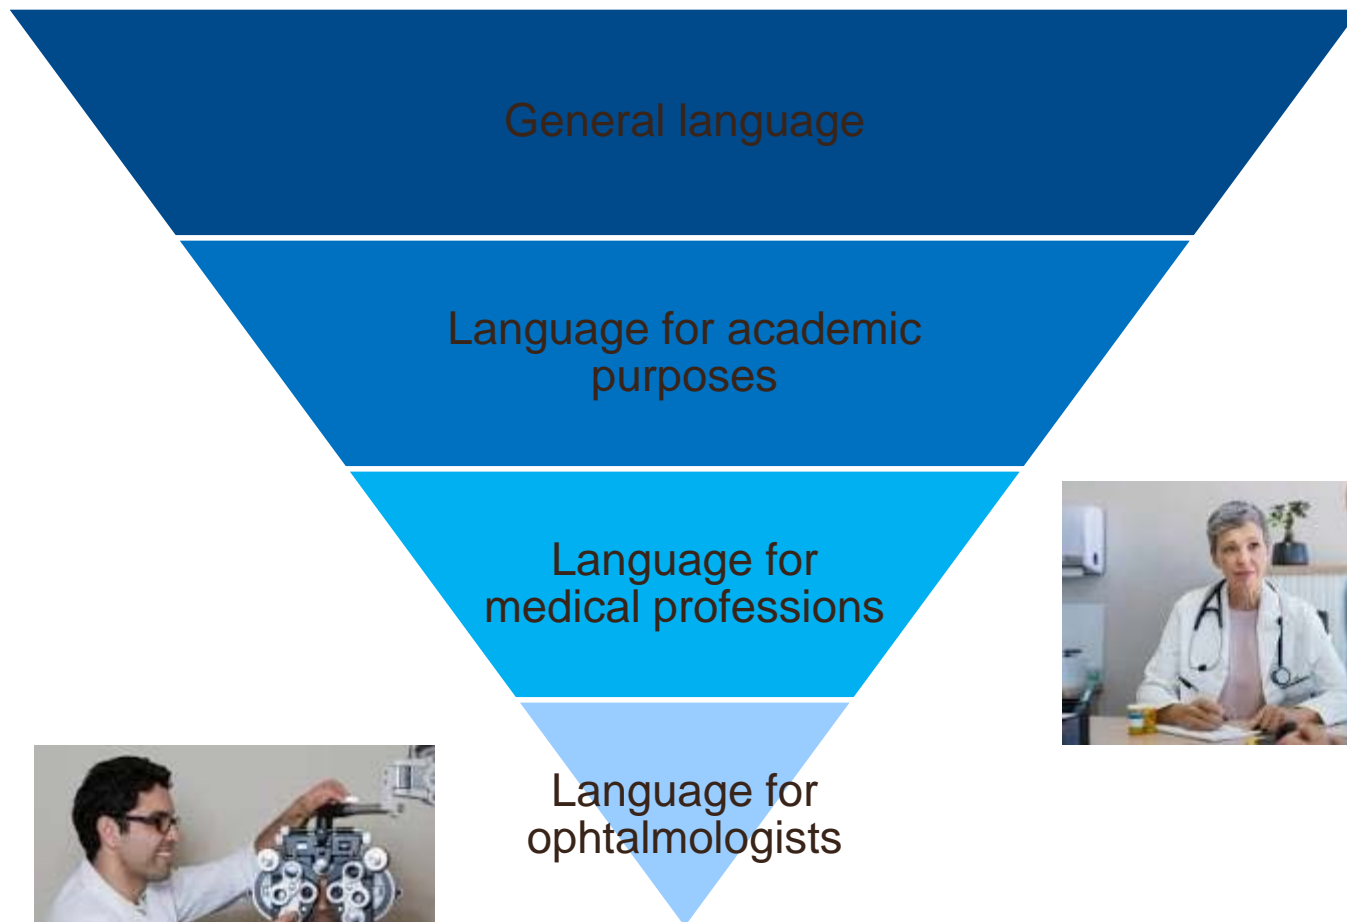 General language
Language for academic
purposes
Language for
medical professions
Language for
ophtalmologists